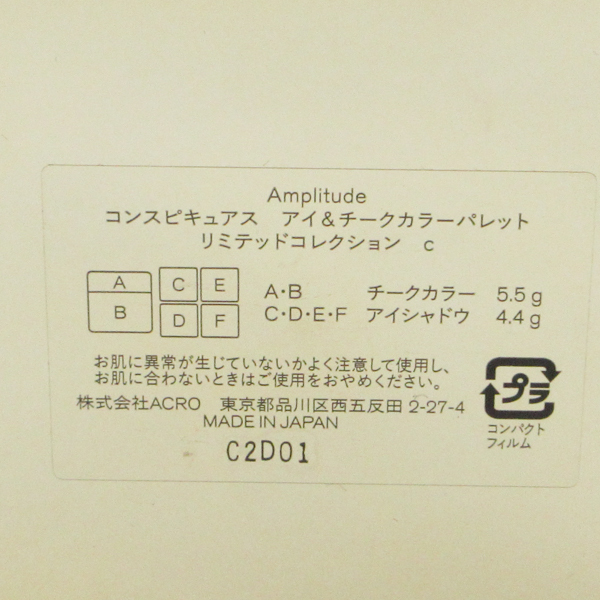 Amplitude
コンスピキュアス アイ&チークカラーパレット
リミテッドコレクション c
A C E
B D F
A・B チークカラー 5.5g
C・D・E・F アイシャドウ 4.4g
お肌に異常が生じていないかよく注意して使用し、
お肌に合わないときはご使用をおやめください。
株式会社ACRO 東京都品川区西五反田 2-27-4
MADE IN JAPAN
C2D01
プラ
コンパクト
フィルム